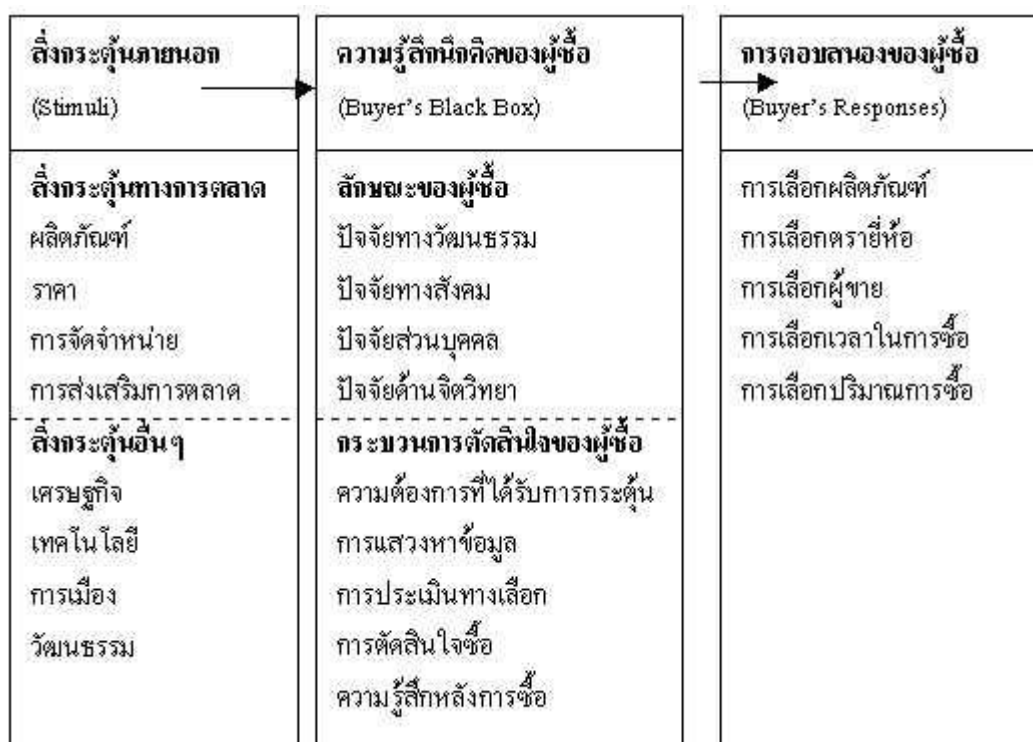 สิ่งกระตุ้นภายนอก
(Stimuli)
สิ่งกระตุ้นทางการตลาด
ผลิตภัณฑ์
ราคา
การจัดจำหน่าย
การส่งเสริมการตลาด
สิ่งกระตุ้นอื่นๆ
เศรษฐกิจ
เทคโนโลยี
การเมือง
วัฒนธรรม
ความรู้สึกนึกคิดของผู้ซื้อ
(Buyer's Black Box)
ลักษณะของผู้ซื้อ
ปัจจัยทางวัฒนธรรม
ปัจจัยทางสังคม
ปัจจัยส่วนบุคคล
ปัจจัยด้านจิตวิทยา
กระบวนการตัดสินใจของผู้ซื้อ
ความต้องการที่ได้รับการกระตุ้น
การแสวงหาข้อมูล
การประเมินทางเลือก
การตัดสินใจซื้อ
ความรู้สึกหลังการซื้อ
การตอบสนองของผู้ซื้อ
(Buyer's Responses)
การเลือกผลิตภัณฑ์
การเลือกตรายี่ห้อ
การเลือกผู้ขาย
การเลือกเวลาในการซื้อ
การเลือกปริมาณการซื้อ